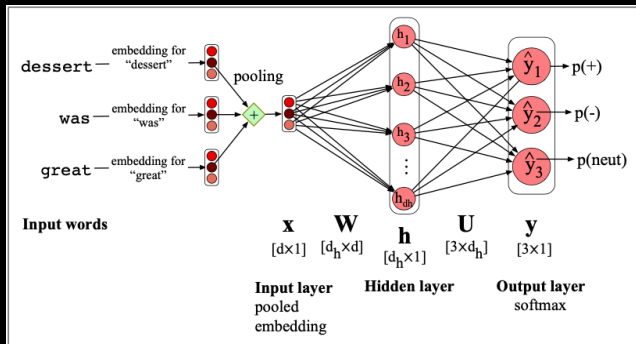 dessert
embedding for
"dessert"
was
embedding for
"was"
great
embedding for
"great"
pooling
+
h1
h2
h3
⋮
hdh
ŷ1
ŷ2
ŷ3
p(+)
p(-)
p(neut)
Input words
x W h U y
[d×1] [dh×d] [dh×1] [3×dh] [3×1]
Input layer Hidden layer Output layer
pooled softmax
embedding